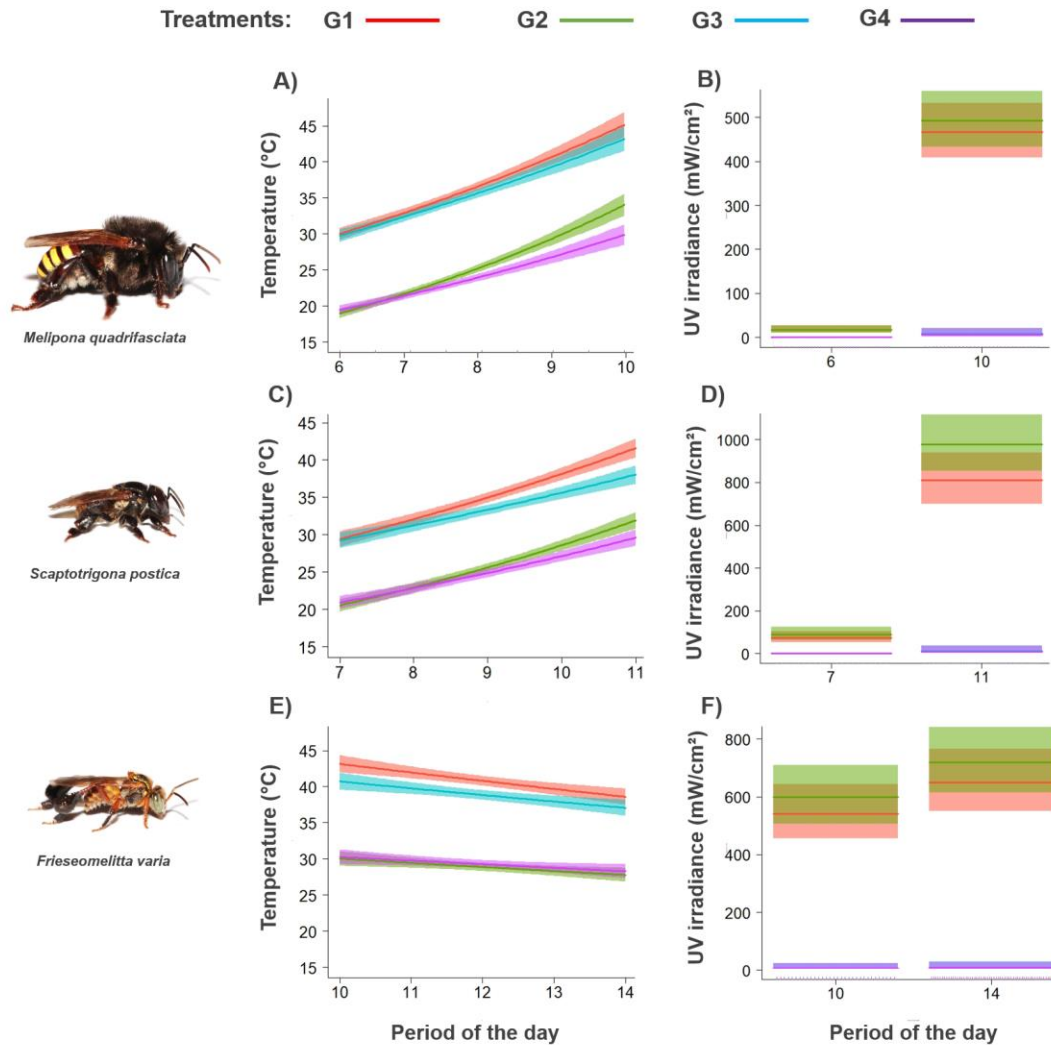 Treatments: G1 G2 G3 G4
A)
B)
Temperature (°C)
45
40
35
30
25
20
15
6 7 8 9 10
UV irradiance (mW/cm²)
500
400
300
200
100
0
6 10
Melipona quadrifasciata
C)
D)
Temperature (°C)
45
40
35
30
25
20
15
7 8 9 10 11
UV irradiance (mW/cm²)
1000
800
600
400
200
0
7 11
Scaptotrigona postica
E)
F)
Temperature (°C)
45
40
35
30
25
20
15
10 11 12 13 14
UV irradiance (mW/cm²)
800
600
400
200
0
10 14
Frieseomelitta varia
Period of the day
Period of the day